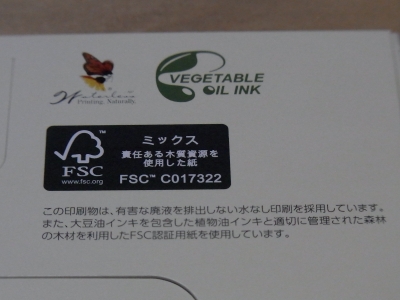 Waterless
Printing. Naturally.
VEGETABLE
OIL INK
FSC
www.fsc.org
ミックス
責任ある木質資源を
使用した紙
FSC™ C017322
この印刷物は、有害な廃液を排出しない水なし印刷を採用しています。
また、大豆油インキを包含した植物油インキと適切に管理された森林
の木材を利用したFSC認証用紙を使用しています。